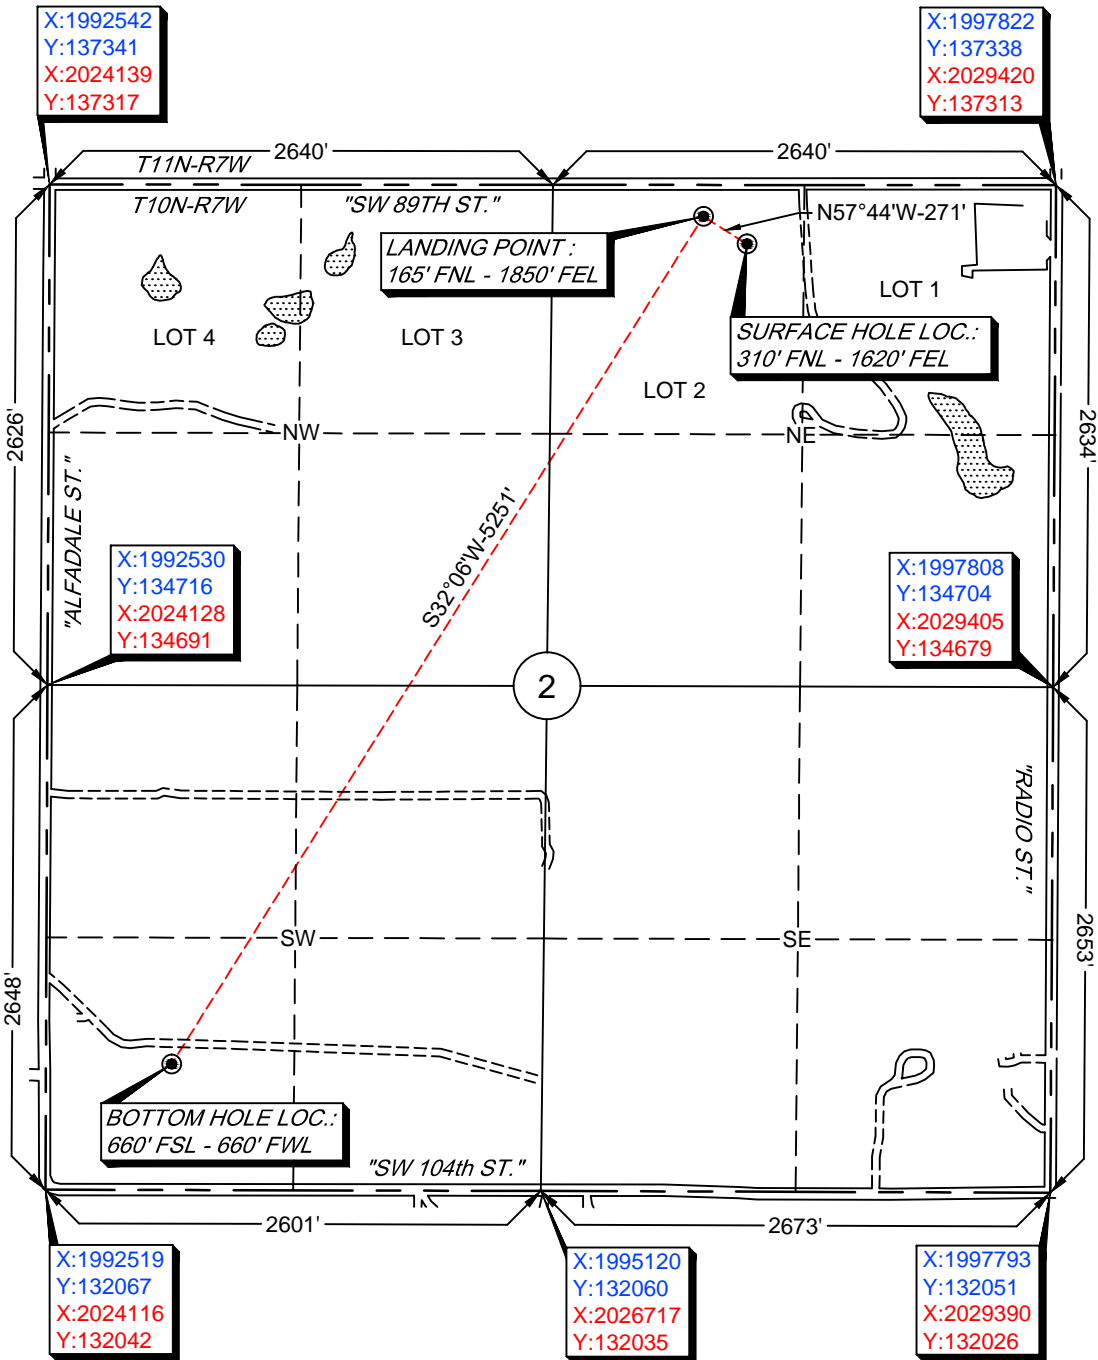 X:1992542
Y:137341
X:2024139
Y:137317
X:1997822
Y:137338
X:2029420
Y:137313
2640'
2640'
T11N-R7W
T10N-R7W
"SW 89TH ST."
N57°44'W-271'
LANDING POINT :
165' FNL - 1850' FEL
LOT 1
SURFACE HOLE LOC.:
310' FNL - 1620' FEL
LOT 4
LOT 3
LOT 2
2626'
NW
NE
2634'
"ALFADALE ST."
S32°06'W-5251'
X:1992530
Y:134716
X:2024128
Y:134691
X:1997808
Y:134704
X:2029405
Y:134679
2
"RADIO ST."
2648'
SW
SE
2653'
BOTTOM HOLE LOC.:
660' FSL - 660' FWL
"SW 104th ST."
2601'
2673'
X:1992519
Y:132067
X:2024116
Y:132042
X:1995120
Y:132060
X:2026717
Y:132035
X:1997793
Y:132051
X:2029390
Y:132026